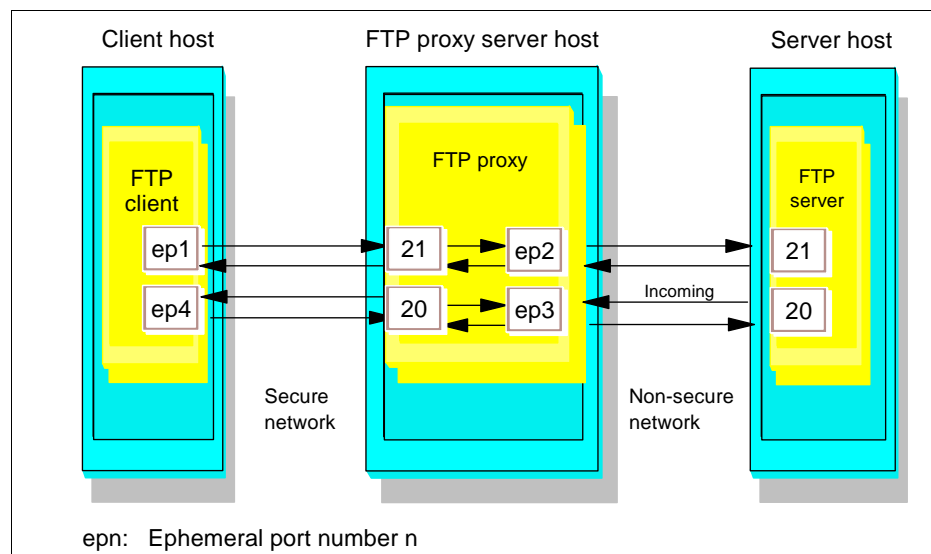 Client host
FTP proxy server host
Server host
FTP
client
FTP proxy
FTP
server
ep1
21
ep2
21
ep4
20
ep3
Incoming
20
Secure
network
Non-secure
network
epn: Ephemeral port number n